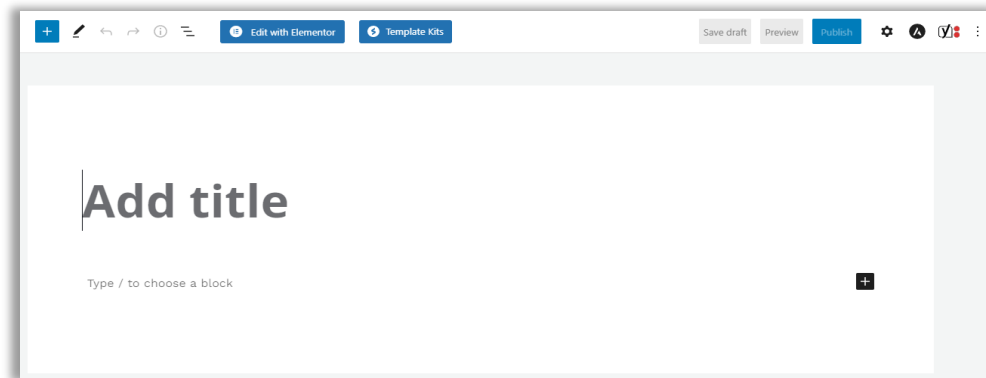 Edit with Elementor Template Kits Save draft Preview Publish
Add title
Type / to choose a block